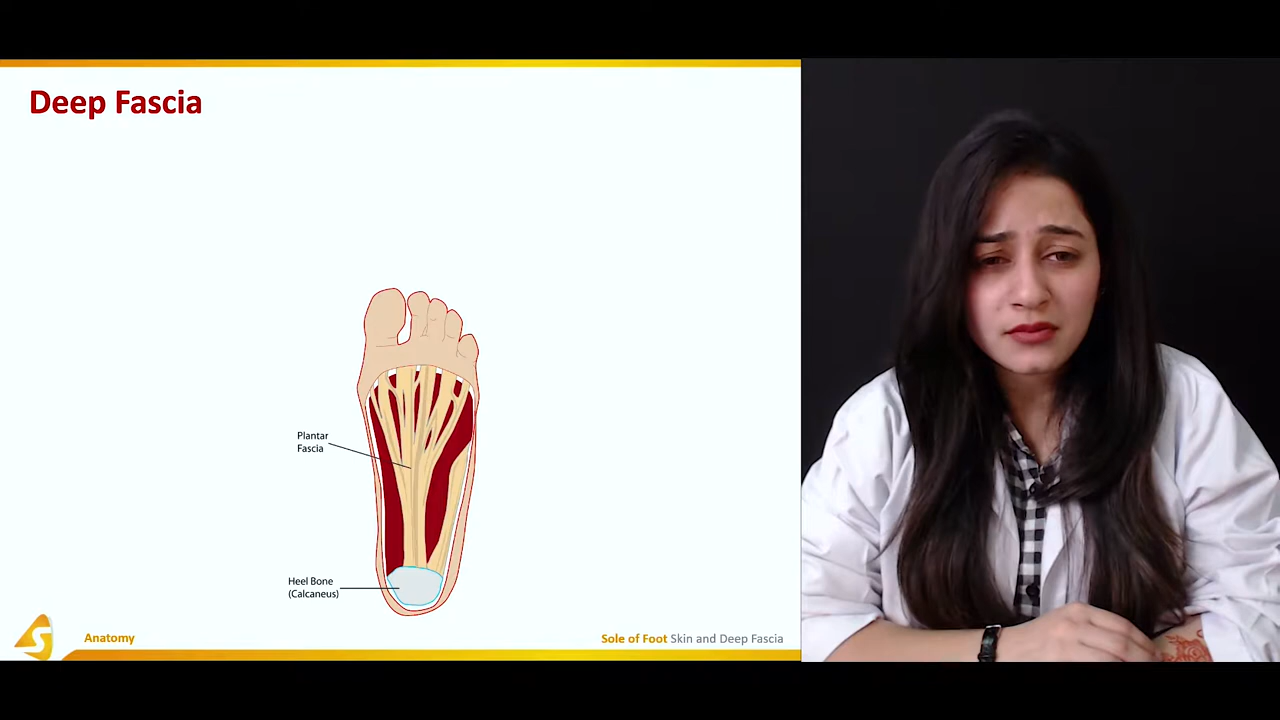 Deep Fascia
Plantar
Fascia
Heel Bone
(Calcaneus)
Anatomy
Sole of Foot Skin and Deep Fascia